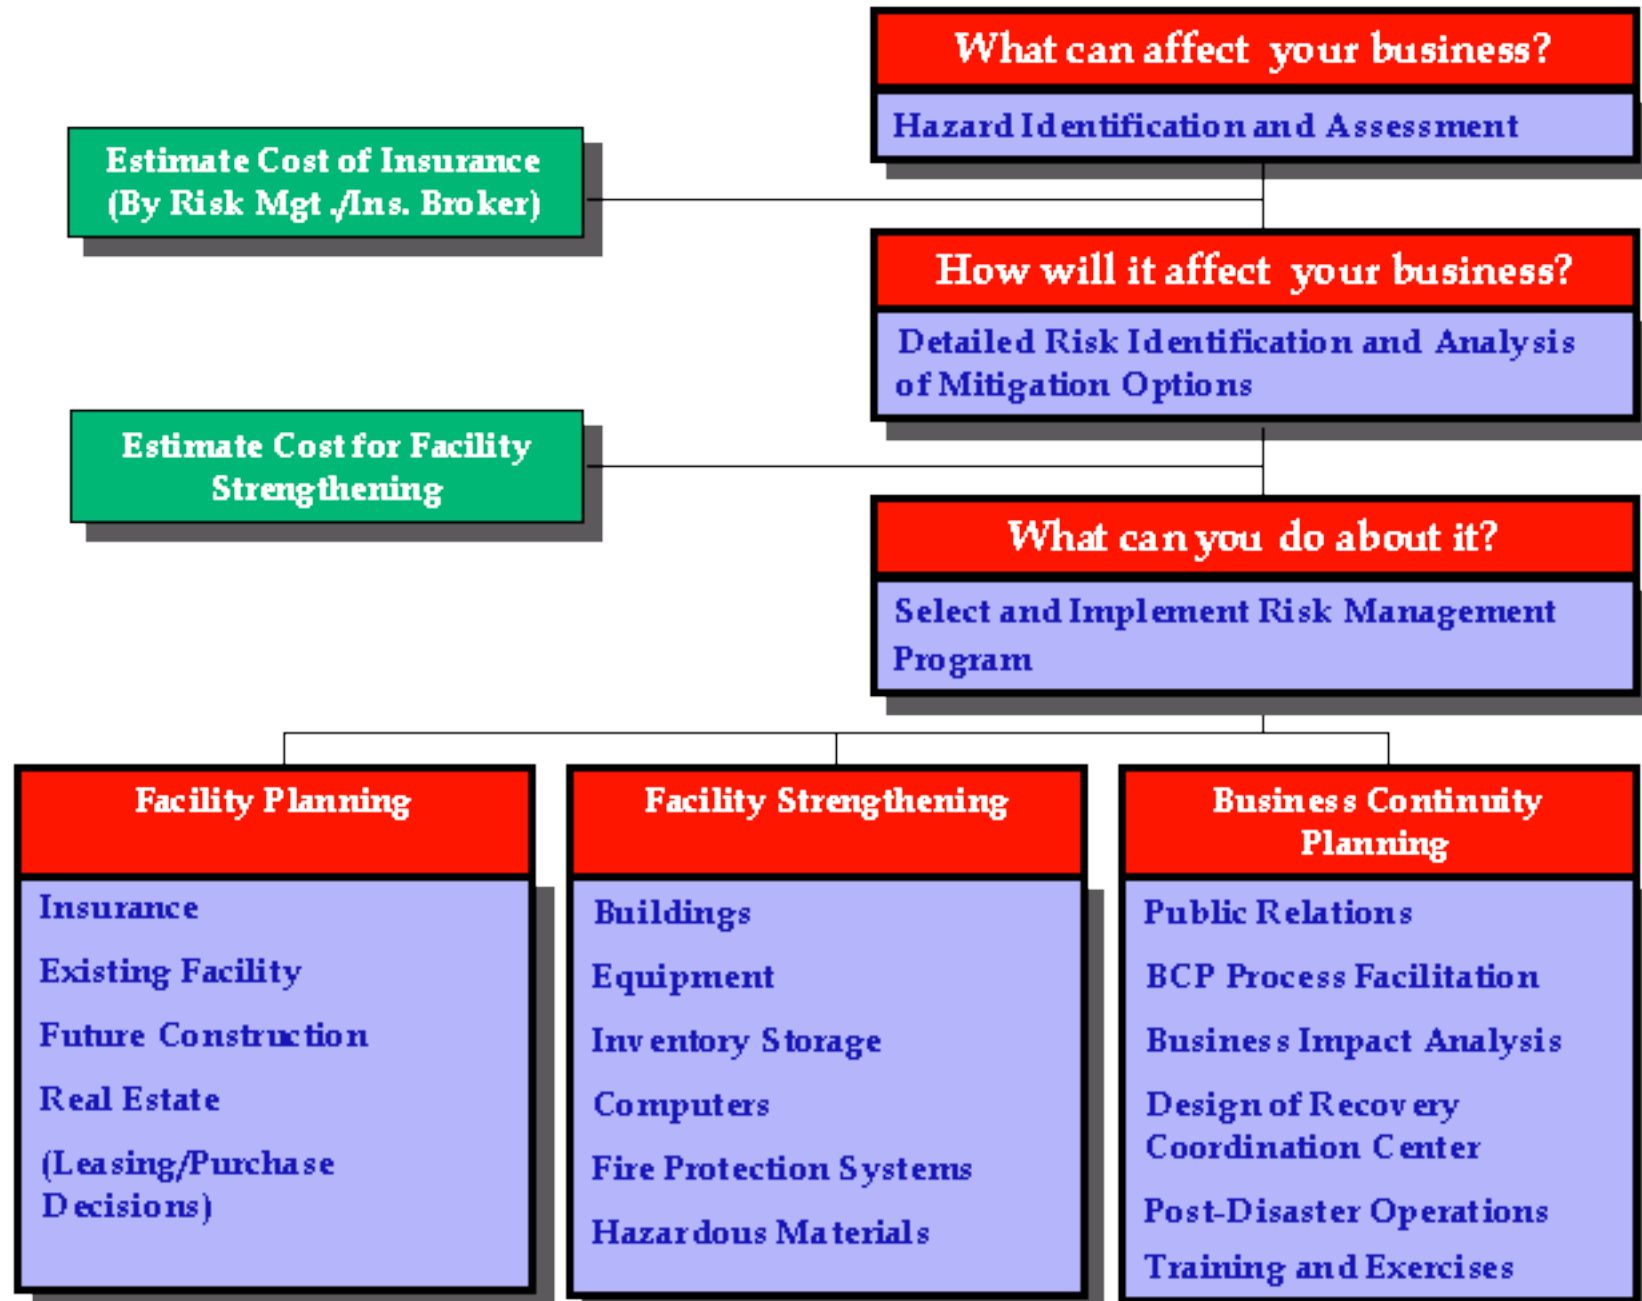 What can affect your business?
Hazard Identification and Assessment
Estimate Cost of Insurance
(By Risk Mgt ./Ins. Broker)
How will it affect your business?
Detailed Risk Identification and Analysis
of Mitigation Options
Estimate Cost for Facility
Strengthening
What can you do about it?
Select and Implement Risk Management
Program
Facility Planning
Insurance
Existing Facility
Future Construction
Real Estate
(Leasing/Purchase
Decisions)
Facility Strengthening
Buildings
Equipment
Inventory Storage
Computers
Fire Protection Systems
Hazardous Materials
Business Continuity
Planning
Public Relations
BCP Process Facilitation
Business Impact Analysis
Design of Recovery
Coordination Center
Post-Disaster Operations
Training and Exercises